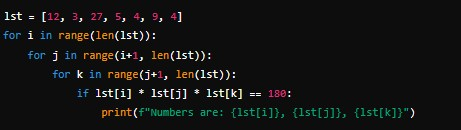 lst = [12, 3, 27, 5, 4, 9, 4]
for i in range(len(lst)):
    for j in range(i+1, len(lst)):
        for k in range(j+1, len(lst)):
            if lst[i] * lst[j] * lst[k] == 180:
                print(f"Numbers are: {lst[i]}, {lst[j]}, {lst[k]}")